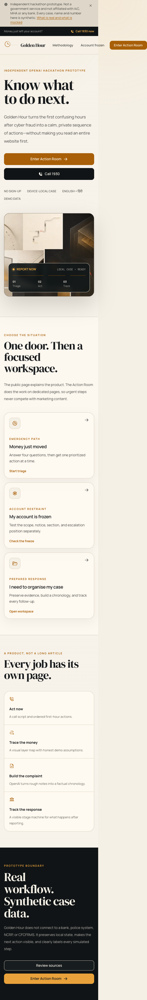 Independent hackathon prototype. Not a
government service and not affiliated with I4C,
MHA or any bank. Every case, name and number
here is synthetic. What is real and what is
mocked
Money just left your account?
Call 1930 now
Golden Hour
Methodology
Account frozen
Enter Action Room
INDEPENDENT OPENAI HACKATHON PROTOTYPE
Know what
to do next.
Golden Hour turns the first confusing hours
after cyber fraud into a calm, private sequence
of actions—without making you read an entire
website first.
Enter Action Room
Call 1930
NO SIGN-UP DEVICE-LOCAL CASE ENGLISH + हिंदी
DEMO DATA
REPORT NOW
LOCAL CASE • READY
01 02 03
Triage Act Track
CHOOSE THE SITUATION
One door. Then a
focused
workspace.
The public page explains the product. The Action Room
does the work on dedicated pages, so urgent steps
never compete with marketing content.
EMERGENCY PATH
Money just moved
Answer four questions, then get one prioritized
action at a time.
Start triage
ACCOUNT RESTRAINT
My account is frozen
Test the scope, notice, section, and escalation
position separately.
Check the freeze
PREPARED RESPONSE
I need to organise my case
Preserve evidence, build a chronology, and track
every follow-up.
Open workspace
A PRODUCT, NOT A LONG ARTICLE
Every job has its
own page.
Act now
A call script and ordered first-hour actions.
Trace the money
A visual layer map with honest demo assumptions.
Build the complaint
OpenAI turns rough notes into a factual chronology.
Track the response
A visible stage machine for what happens after
reporting.
PROTOTYPE BOUNDARY
Real
workflow.
Synthetic case
data.
Golden Hour does not connect to a bank, police system,
NCRP, or CFCFRMS. It preserves local state, makes the
next action visible, and clearly labels every simulated
step.
Review sources
Enter Action Room